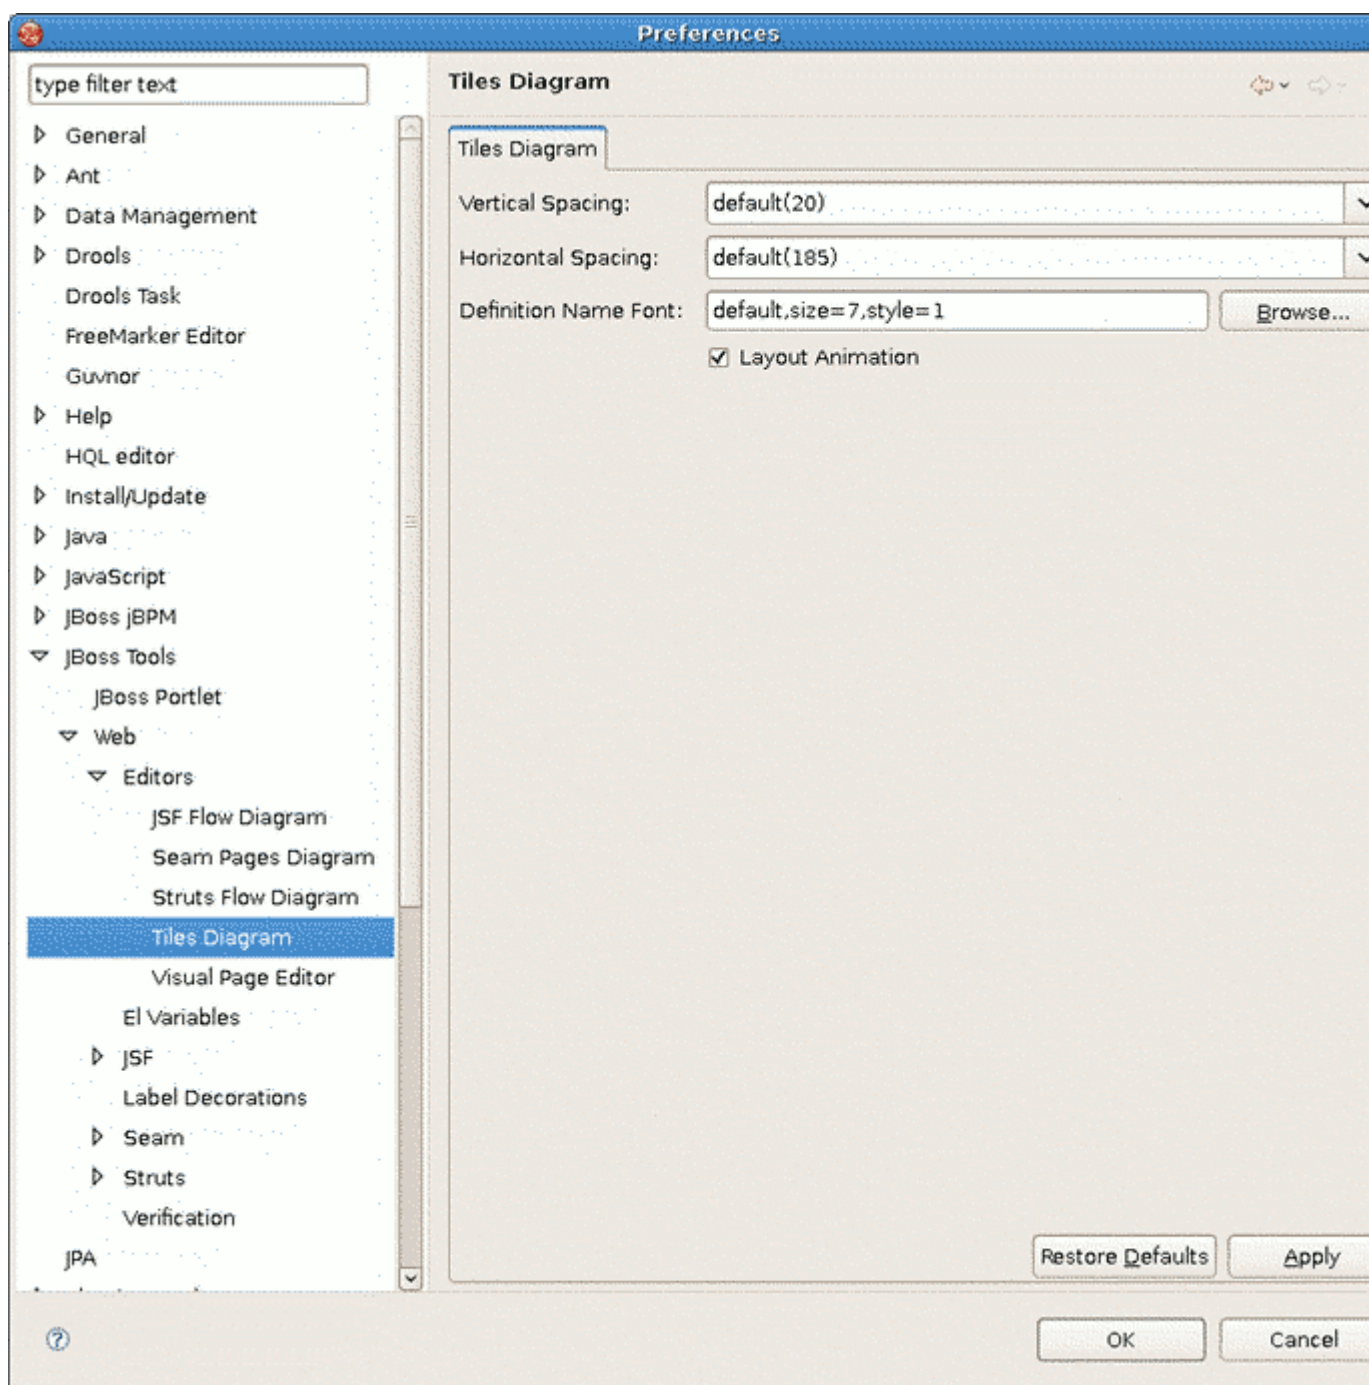 Preferences
type filter text
General
Ant
Data Management
Drools
Drools Task
FreeMarker Editor
Guvnor
Help
HQL editor
Install/Update
Java
JavaScript
JBoss jBPM
JBoss Tools
JBoss Portlet
Web
Editors
JSF Flow Diagram
Seam Pages Diagram
Struts Flow Diagram
Tiles Diagram
Visual Page Editor
El Variables
JSF
Label Decorations
Seam
Struts
Verification
JPA
Tiles Diagram
Tiles Diagram
Vertical Spacing: default(20)
Horizontal Spacing: default(185)
Definition Name Font: default,size=7,style=1 Browse...
Layout Animation
Restore Defaults Apply
OK Cancel